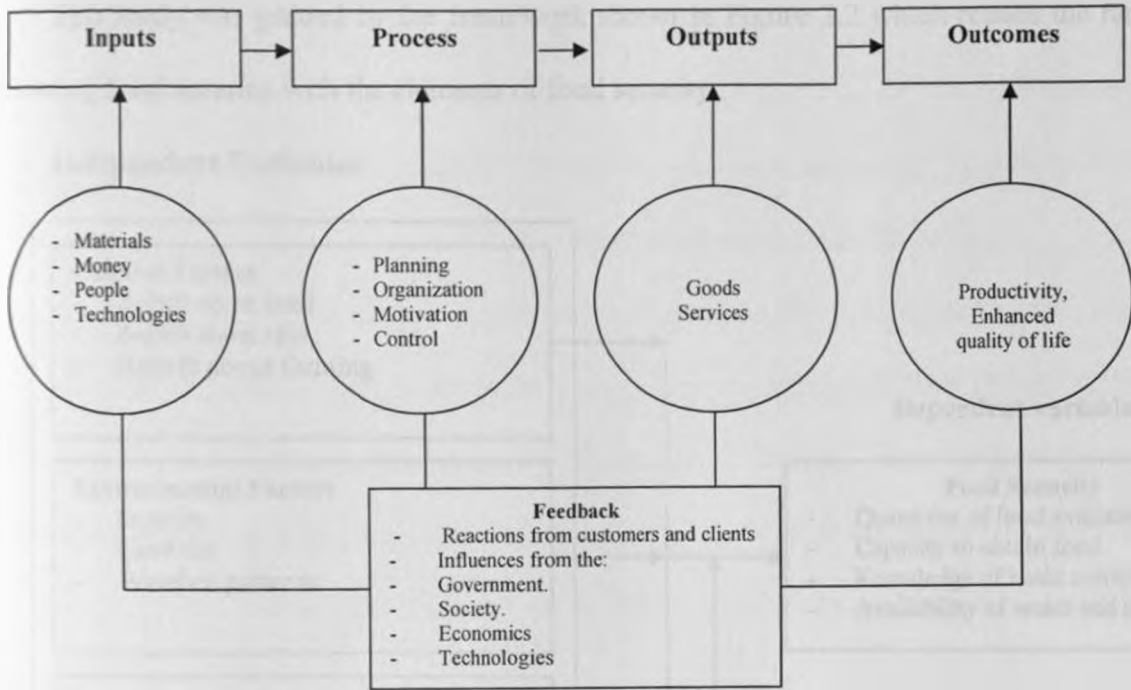 Inputs
Process
Outputs
Outcomes
- Materials
- Money
- People
- Technologies
- Planning
- Organization
- Motivation
- Control
Goods
Services
Productivity,
Enhanced
quality of life
Feedback
- Reactions from customers and clients
- Influences from the:
- Government.
- Society.
- Economics
- Technologies